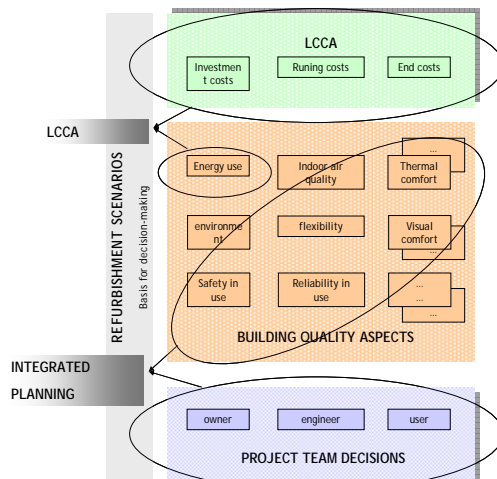 LCCA
Investmen
t costs
Runing costs
End costs
LCCA
REFURBISHMENT SCENARIOS
Basis for decision-making
...
Energy use
Indoor air
quality
Thermal
comfort
environme
nt
flexibility
Visual
comfort
...
Safety in
use
Reliability in
use
...
...
...
BUILDING QUALITY ASPECTS
INTEGRATED
PLANNING
owner
engineer
user
PROJECT TEAM DECISIONS